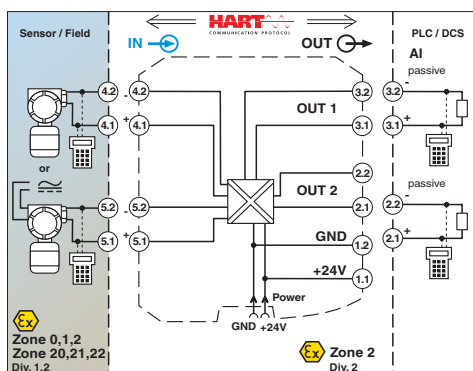 Sensor / Field
HART
COMMUNICATION PROTOCOL
PLC / DCS
IN
OUT
AI
passive
4.2 - 4.2
3.2 3.2 -
OUT 1
4.1 + 4.1
3.1 3.1 +
or
2.2
passive
OUT 2
5.2 - 5.2
2.1 2.2 -
GND
5.1 + 5.1
1.2 2.1 +
+24V
1.1
Power
GND +24V
Ex
Zone 0,1,2
Zone 20,21,22
Div. 1,2
Ex
Zone 2
Div. 2